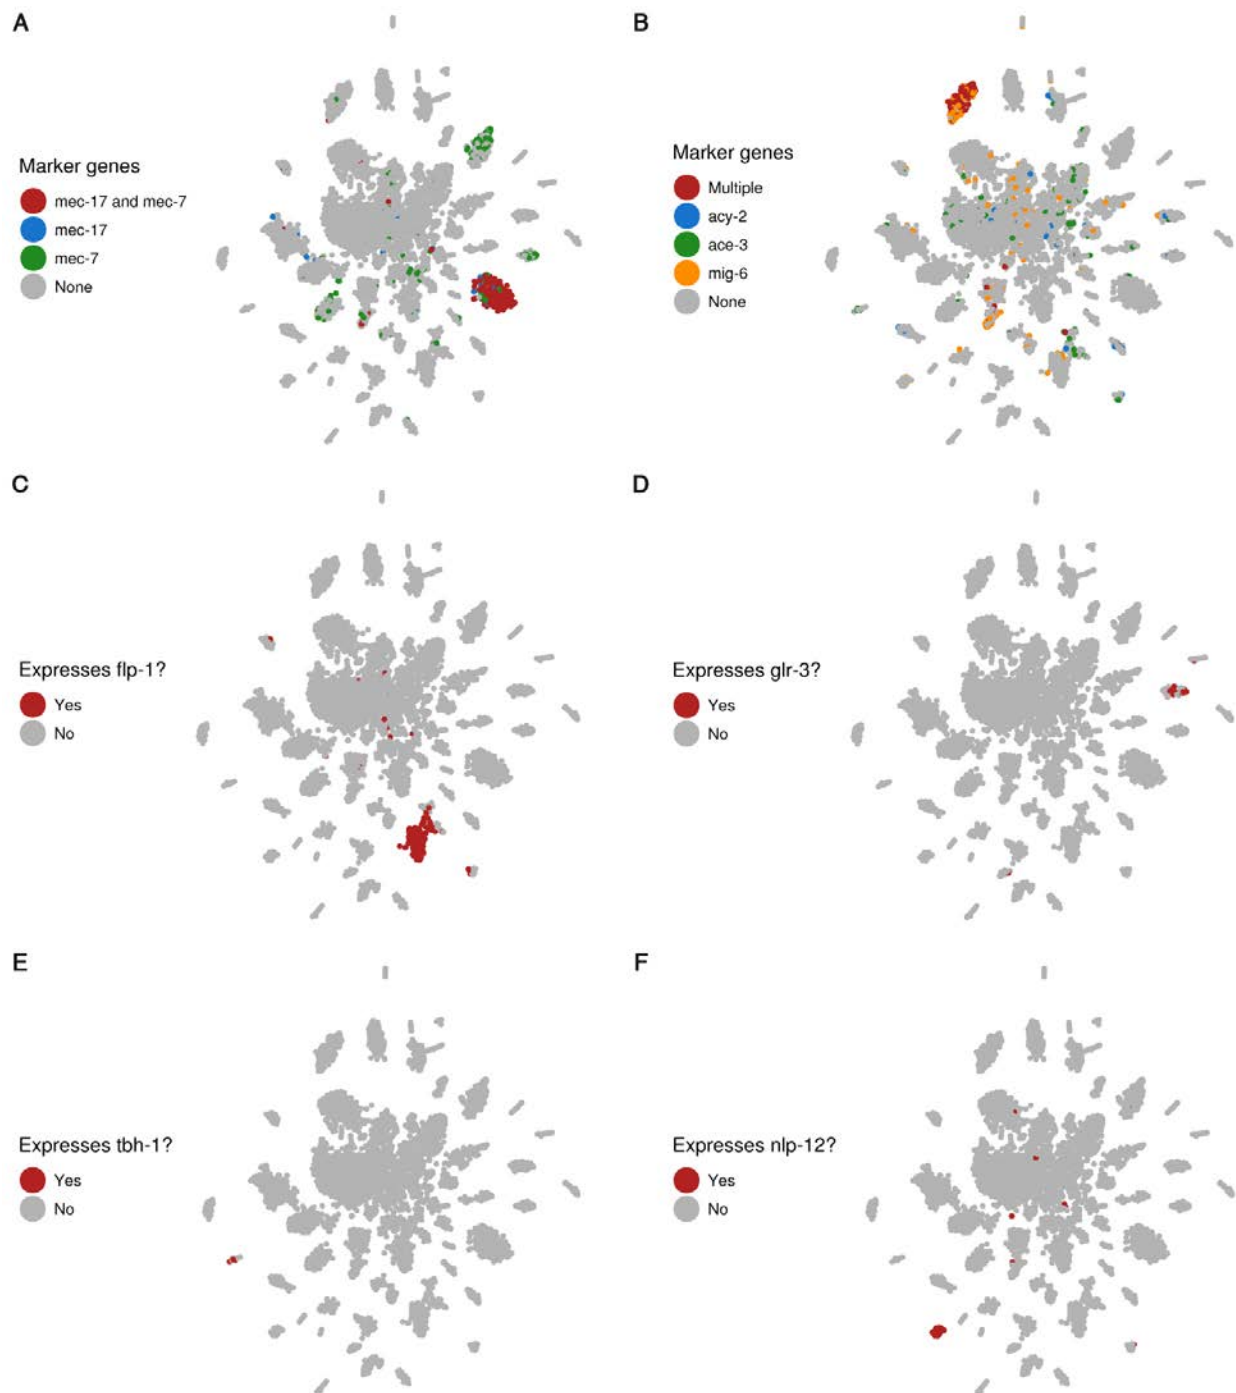 A
Marker genes
mec-17 and mec-7
mec-17
mec-7
None
B
Marker genes
Multiple
acy-2
ace-3
mig-6
None
C
Expresses flp-1?
Yes
No
D
Expresses glr-3?
Yes
No
E
Expresses tbh-1?
Yes
No
F
Expresses nlp-12?
Yes
No